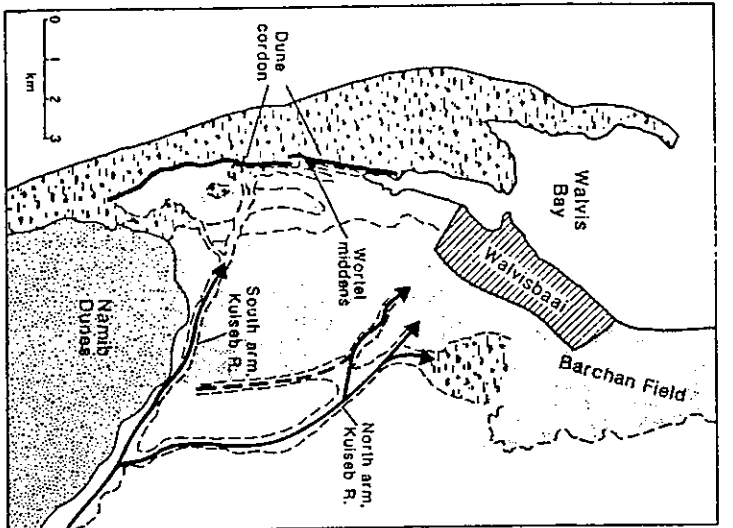 Walvis
Bay
Walvisbaai
Barchan Field
Wortel
middens
Dune
cordon
North arm,
Kuiseb R.
South arm,
Kuiseb R.
Namib
Dunes
0 1 2 3
km